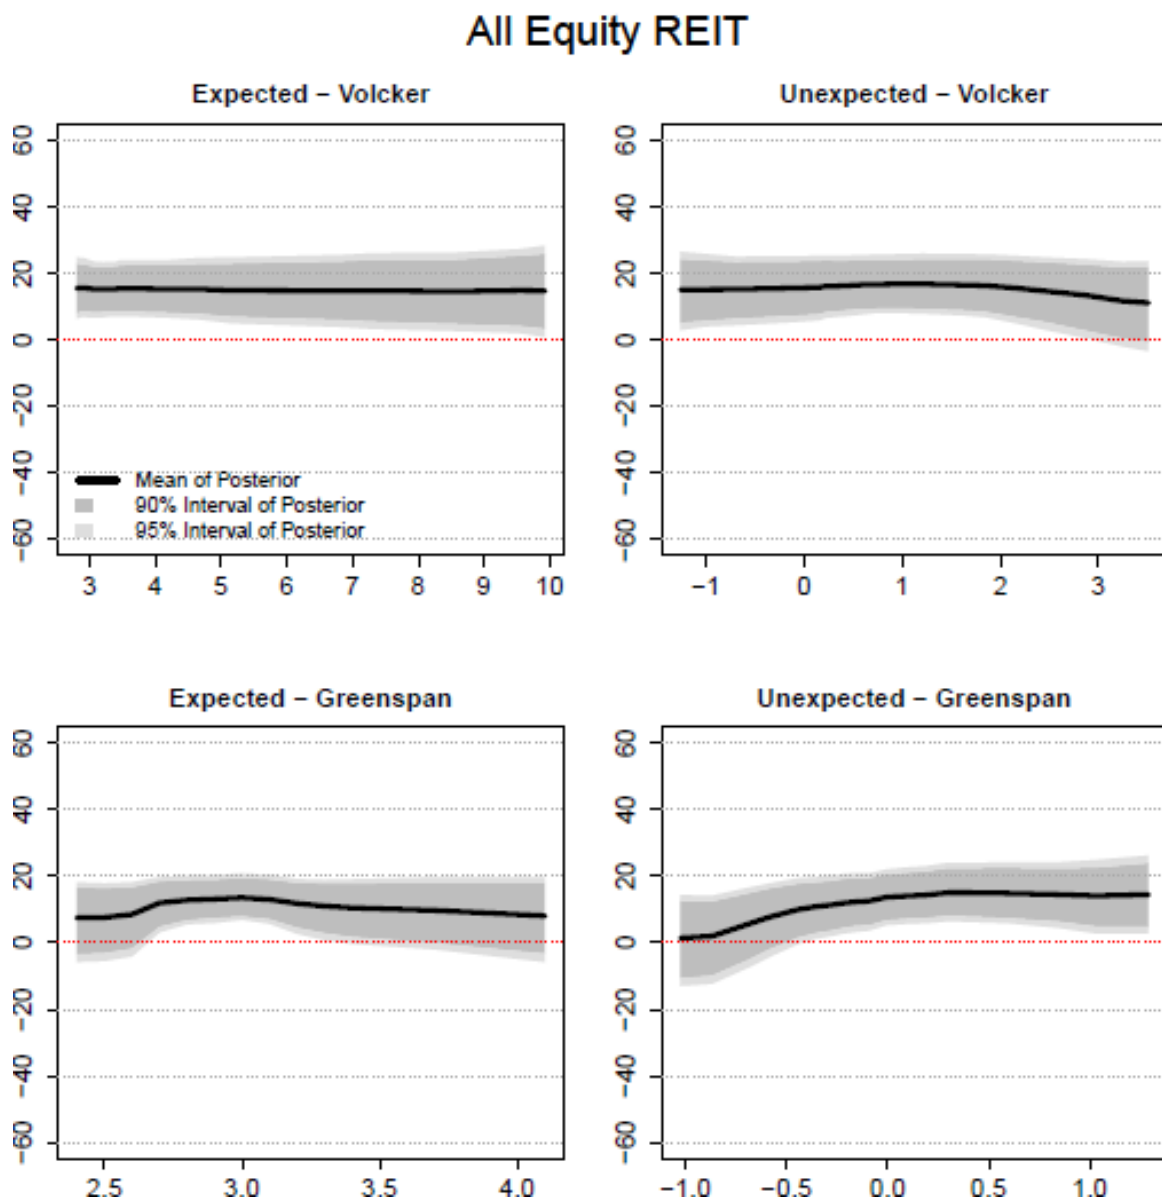 All Equity REIT
Expected – Volcker
60
40
20
0
−20
−40
−60
Mean of Posterior
90% Interval of Posterior
95% Interval of Posterior
3 4 5 6 7 8 9 10
Unexpected – Volcker
60
40
20
0
−20
−40
−60
−1 0 1 2 3
Expected – Greenspan
60
40
20
0
−20
−40
−60
2.5 3.0 3.5 4.0
Unexpected – Greenspan
60
40
20
0
−20
−40
−60
−1.0 −0.5 0.0 0.5 1.0